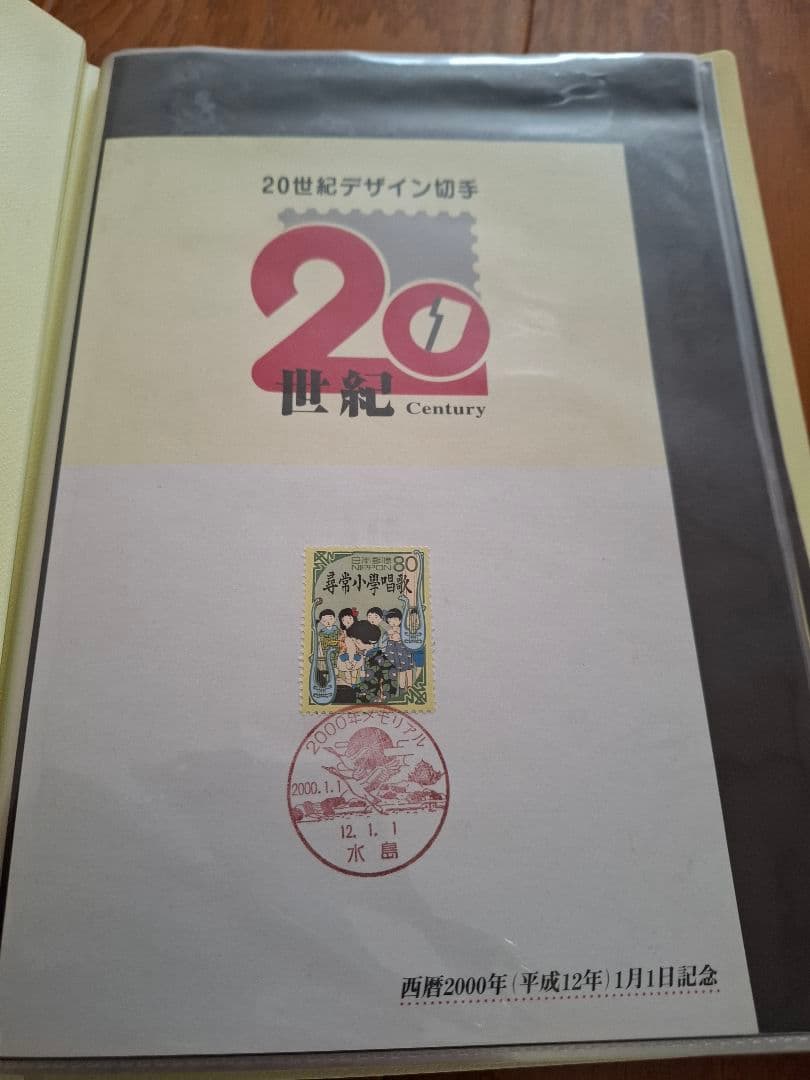 20世紀デザイン切手
20
世紀 Century
日本郵便 80
NIPPON
尋常小學唱歌
2000年メモリアル
2000.1.1
12.1.1
水島
西暦2000年(平成12年)1月1日記念